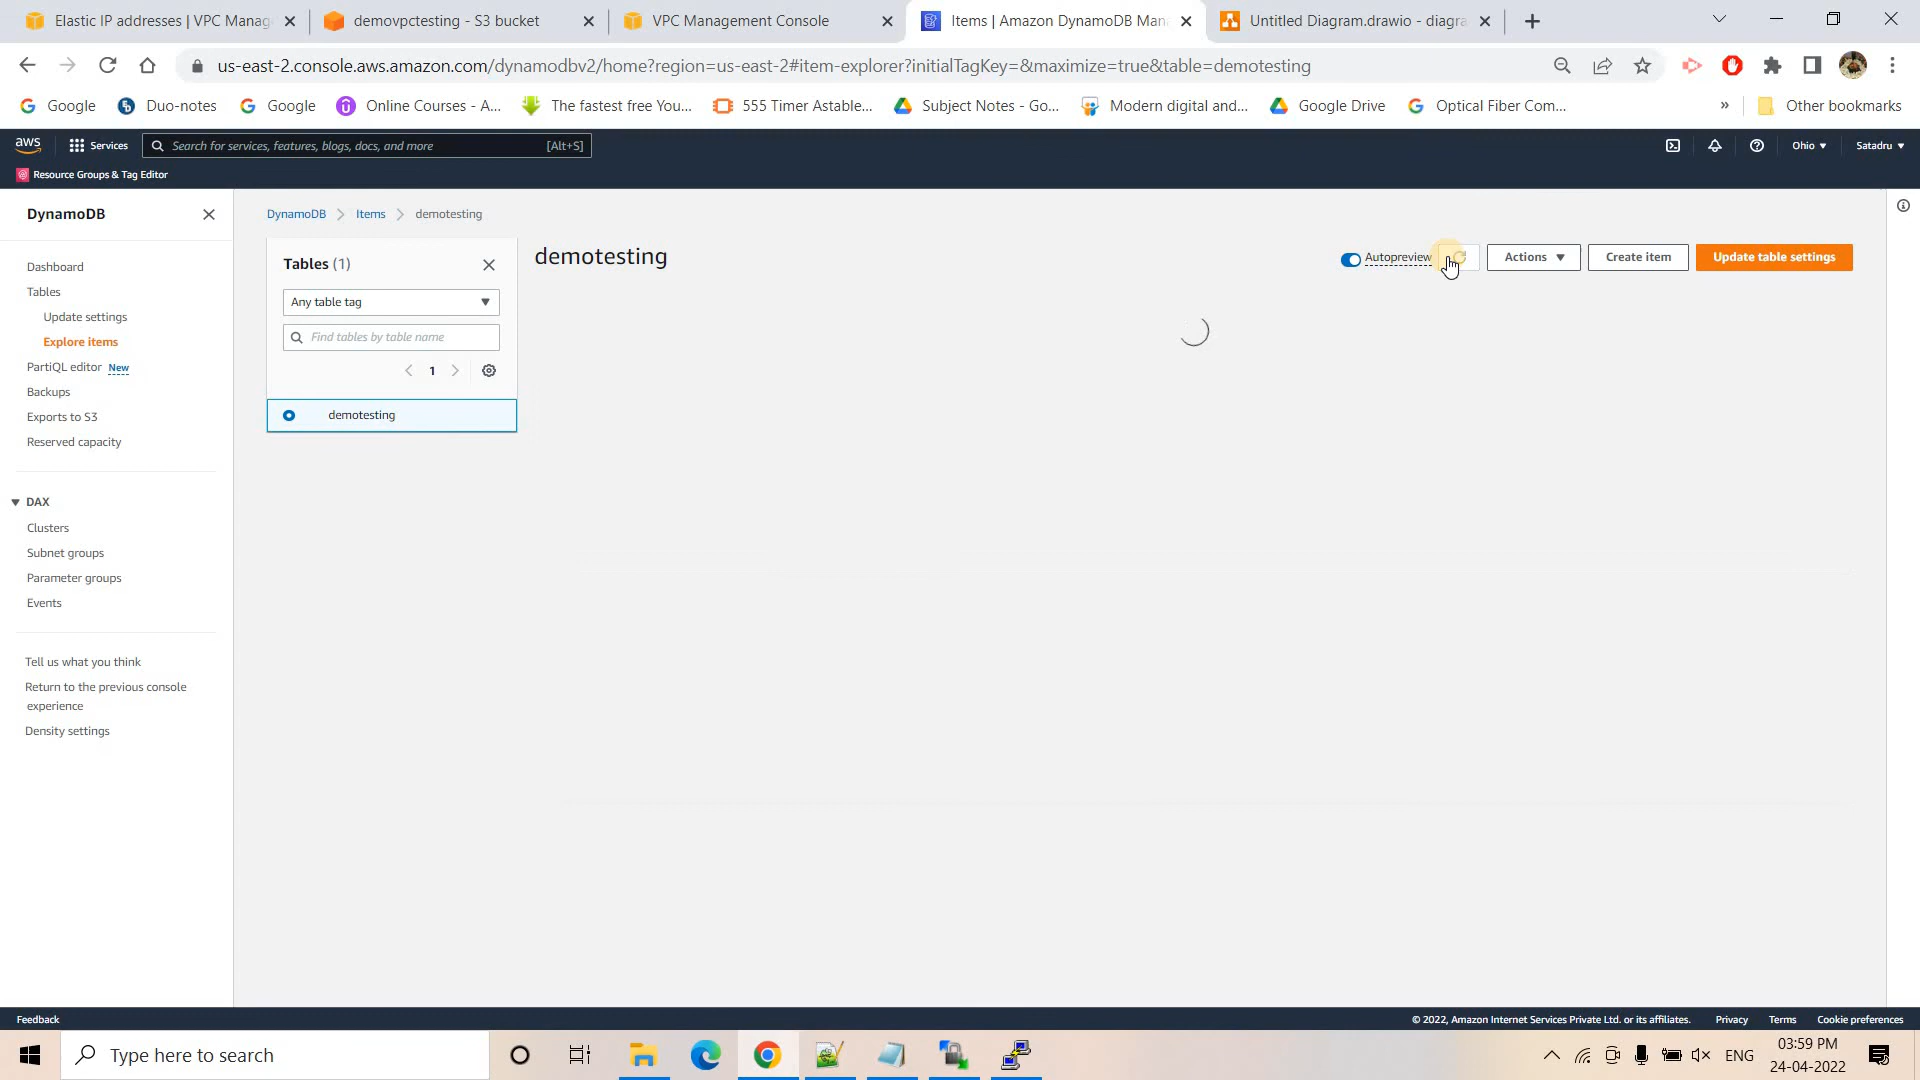 Elastic IP addresses | VPC Manag
demovpctesting - S3 bucket
VPC Management Console
Items | Amazon DynamoDB Man
Untitled Diagram.drawio - diagra
us-east-2.console.aws.amazon.com/dynamodbv2/home?region=us-east-2#item-explorer?initialTagKey=&maximize=true&table=demotesting
Google
Duo-notes
Google
Online Courses - A...
The fastest free You...
555 Timer Astable...
Subject Notes - Go...
Modern digital and...
Google Drive
Optical Fiber Com...
»
Other bookmarks
aws
Services
Search for services, features, blogs, docs, and more
[Alt+S]
Ohio
Satadru
Resource Groups & Tag Editor
DynamoDB
Dashboard
Tables
Update settings
Explore items
PartiQL editor New
Backups
Exports to S3
Reserved capacity
DAX
Clusters
Subnet groups
Parameter groups
Events
Tell us what you think
Return to the previous console
experience
Density settings
DynamoDB
Items
demotesting
Tables (1)
Any table tag
Find tables by table name
1
demotesting
demotesting
Autopreview
Actions
Create item
Update table settings
Feedback
© 2022, Amazon Internet Services Private Ltd. or its affiliates.
Privacy
Terms
Cookie preferences
Type here to search
ENG
03:59 PM
24-04-2022